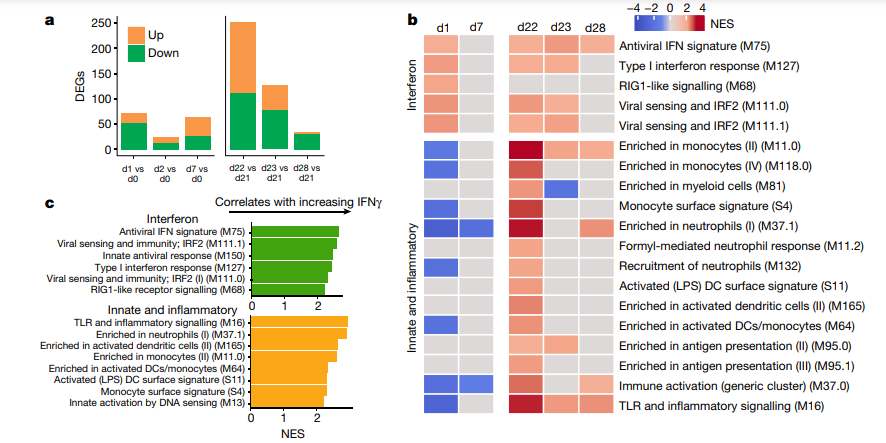 a
250
200
150
100
50
0
DEGs
Up
Down
d1 vs d0
d2 vs d0
d7 vs d0
d22 vs d21
d23 vs d21
d28 vs d21
b
−4 −2 0 2 4
NES
d1 d7 d22 d23 d28
Interferon
Antiviral IFN signature (M75)
Type I interferon response (M127)
RIG1-like signalling (M68)
Viral sensing and IRF2 (M111.0)
Viral sensing and IRF2 (M111.1)
Innate and inflammatory
Enriched in monocytes (II) (M11.0)
Enriched in monocytes (IV) (M118.0)
Enriched in myeloid cells (M81)
Monocyte surface signature (S4)
Enriched in neutrophils (I) (M37.1)
Formyl-mediated neutrophil response (M11.2)
Recruitment of neutrophils (M132)
Activated (LPS) DC surface signature (S11)
Enriched in activated dendritic cells (II) (M165)
Enriched in activated DCs/monocytes (M64)
Enriched in antigen presentation (II) (M95.0)
Enriched in antigen presentation (III) (M95.1)
Immune activation (generic cluster) (M37.0)
TLR and inflammatory signalling (M16)
c
Correlates with increasing IFNγ
Interferon
Antiviral IFN signature (M75)
Viral sensing and immunity; IRF2 (M111.1)
Innate antiviral response (M150)
Type I interferon response (M127)
Viral sensing and immunity; IRF2 (I) (M111.0)
RIG1-like receptor signalling (M68)
0 1 2
Innate and inflammatory
TLR and inflammatory signalling (M16)
Enriched in neutrophils (I) (M37.1)
Enriched in activated dendritic cells (II) (M165)
Enriched in monocytes (II) (M11.0)
Enriched in activated DCs/monocytes (M64)
Activated (LPS) DC surface signature (S11)
Monocyte surface signature (S4)
Innate activation by DNA sensing (M13)
0 1 2
NES